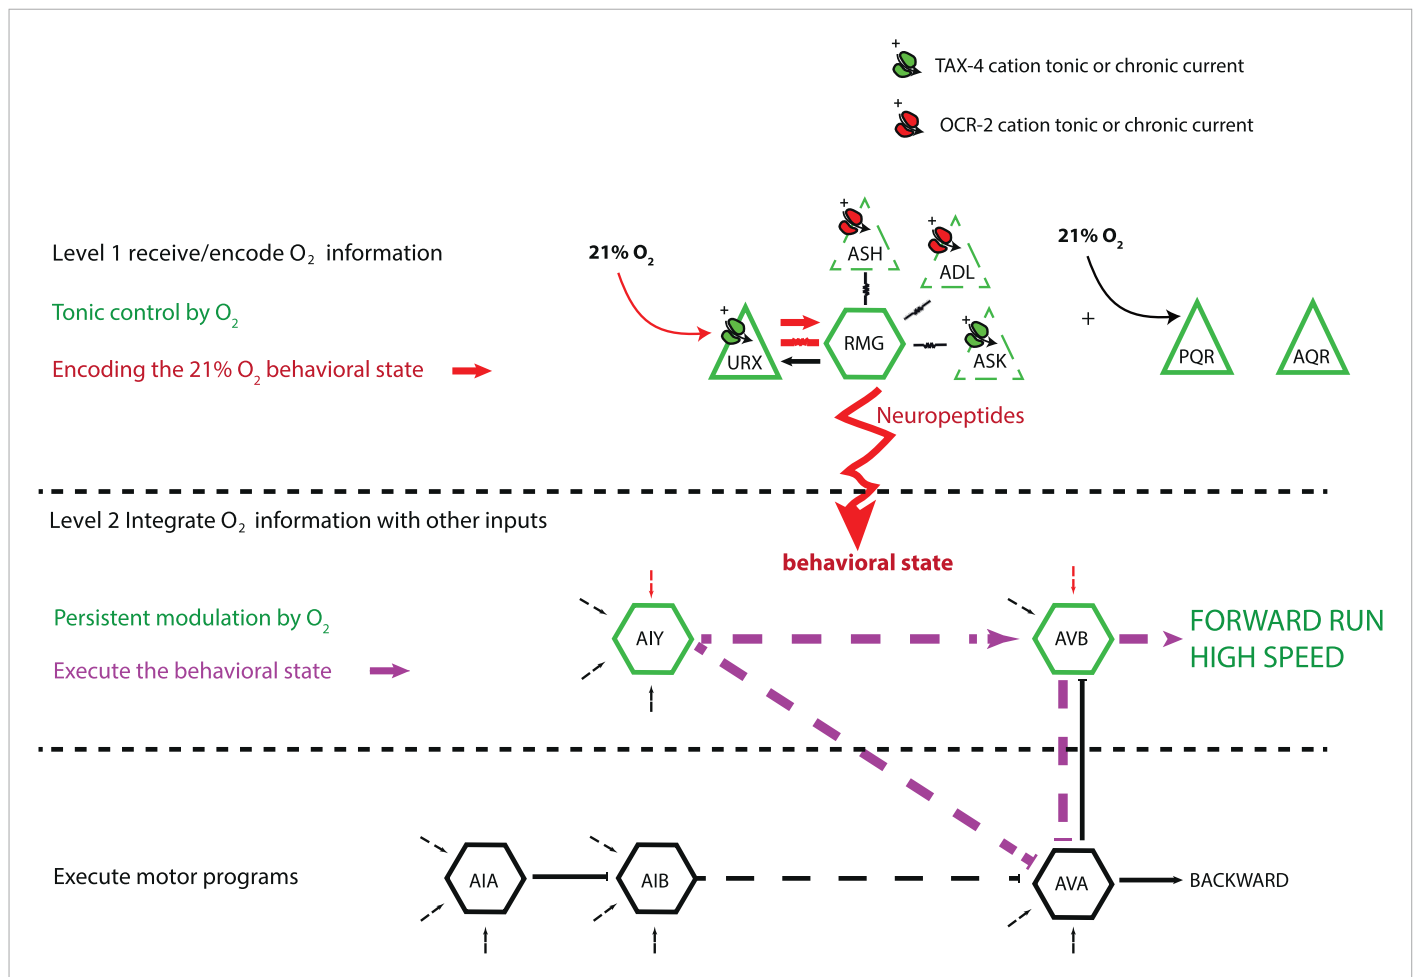 TAX-4 cation tonic or chronic current
OCR-2 cation tonic or chronic current
Level 1 receive/encode O₂ information
Tonic control by O₂
Encoding the 21% O₂ behavioral state
21% O₂
+
URX
RMG
+
ASH
+
ADL
+
ASK
+
+
+
21% O₂
PQR
AQR
Neuropeptides
Level 2 Integrate O₂ information with other inputs
behavioral state
Persistent modulation by O₂
Execute the behavioral state
AIY
AVB
FORWARD RUN
HIGH SPEED
Execute motor programs
AIA
AIB
AVA
BACKWARD